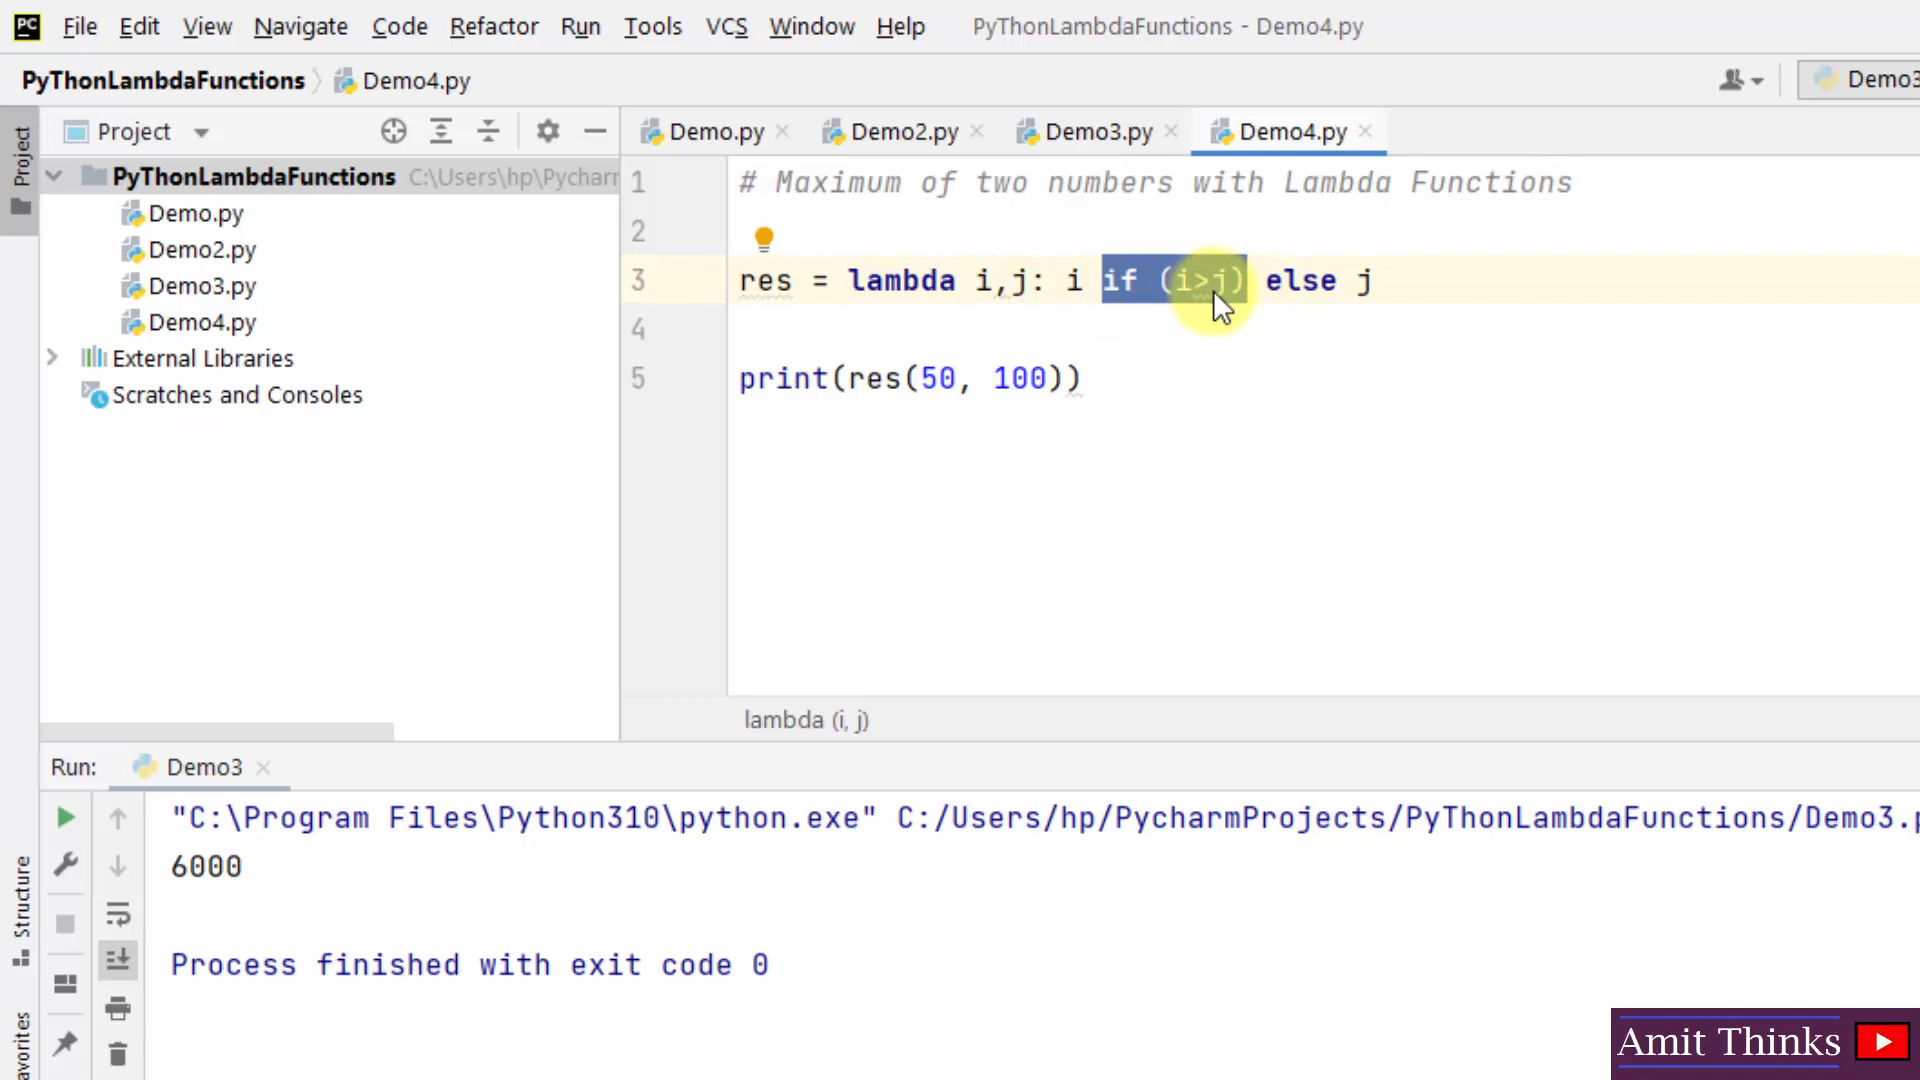 PC File Edit View Navigate Code Refactor Run Tools VCS Window Help PyThonLambdaFunctions - Demo4.py
PyThonLambdaFunctions Demo4.py Demo3
Project
Project
Demo.py Demo2.py Demo3.py Demo4.py
PyThonLambdaFunctions C:\Users\hp\Pycharm
Demo.py
Demo2.py
Demo3.py
Demo4.py
External Libraries
Scratches and Consoles
1 # Maximum of two numbers with Lambda Functions
2
3 res = lambda i,j: i if (i>j) else j
4
5 print(res(50, 100))
lambda (i, j)
Run: Demo3
"C:\Program Files\Python310\python.exe" C:/Users/hp/PycharmProjects/PyThonLambdaFunctions/Demo3.p
6000
Process finished with exit code 0
Structure
avorites
Amit Thinks